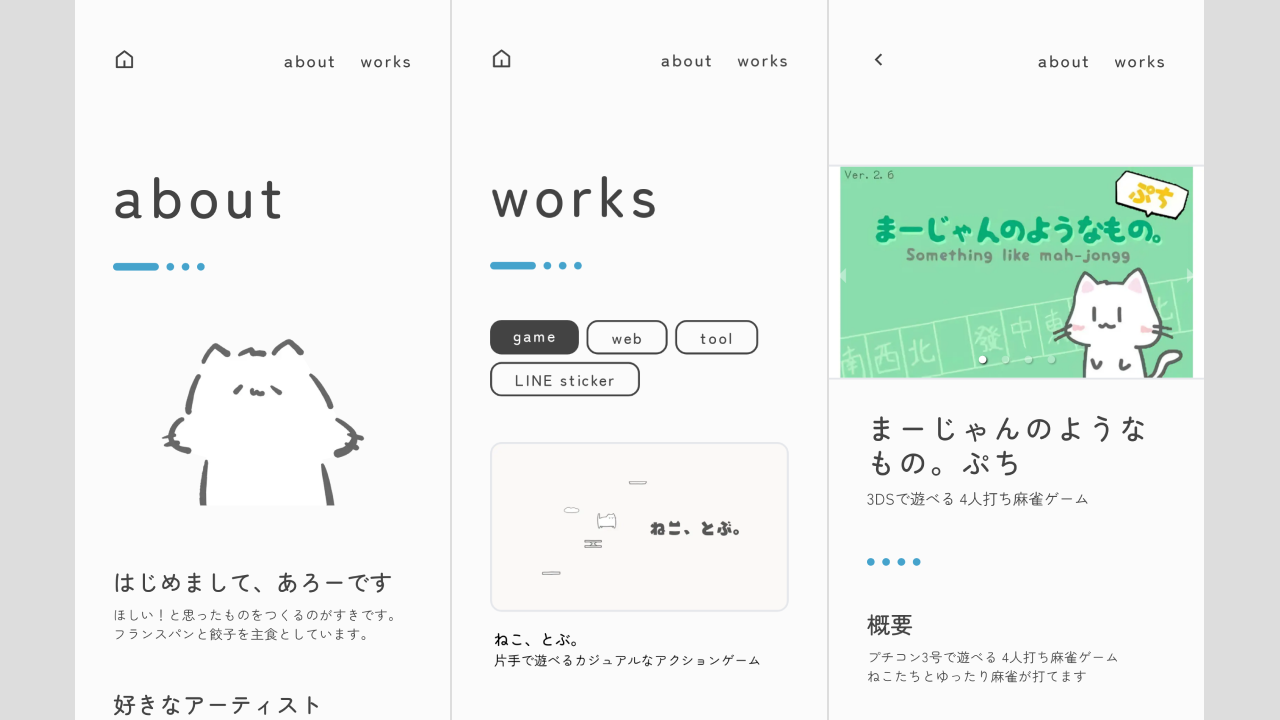 about works
about
はじめまして、あろーです
ほしい！と思ったものをつくるのがすきです。
フランスパンと餃子を主食としています。
好きなアーティスト
about works
works
game web tool
LINE sticker
ねこ、とぶ。
ねこ、とぶ。
片手で遊べるカジュアルなアクションゲーム
about works
Ver. 2. 6
ぷち
まーじゃんのようなもの。
Something like mah-jongg
南 西 北 發 中 東 北
まーじゃんのような
もの。ぷち
3DSで遊べる 4人打ち麻雀ゲーム
概要
プチコン3号で遊べる 4人打ち麻雀ゲーム
ねこたちとゆったり麻雀が打てます